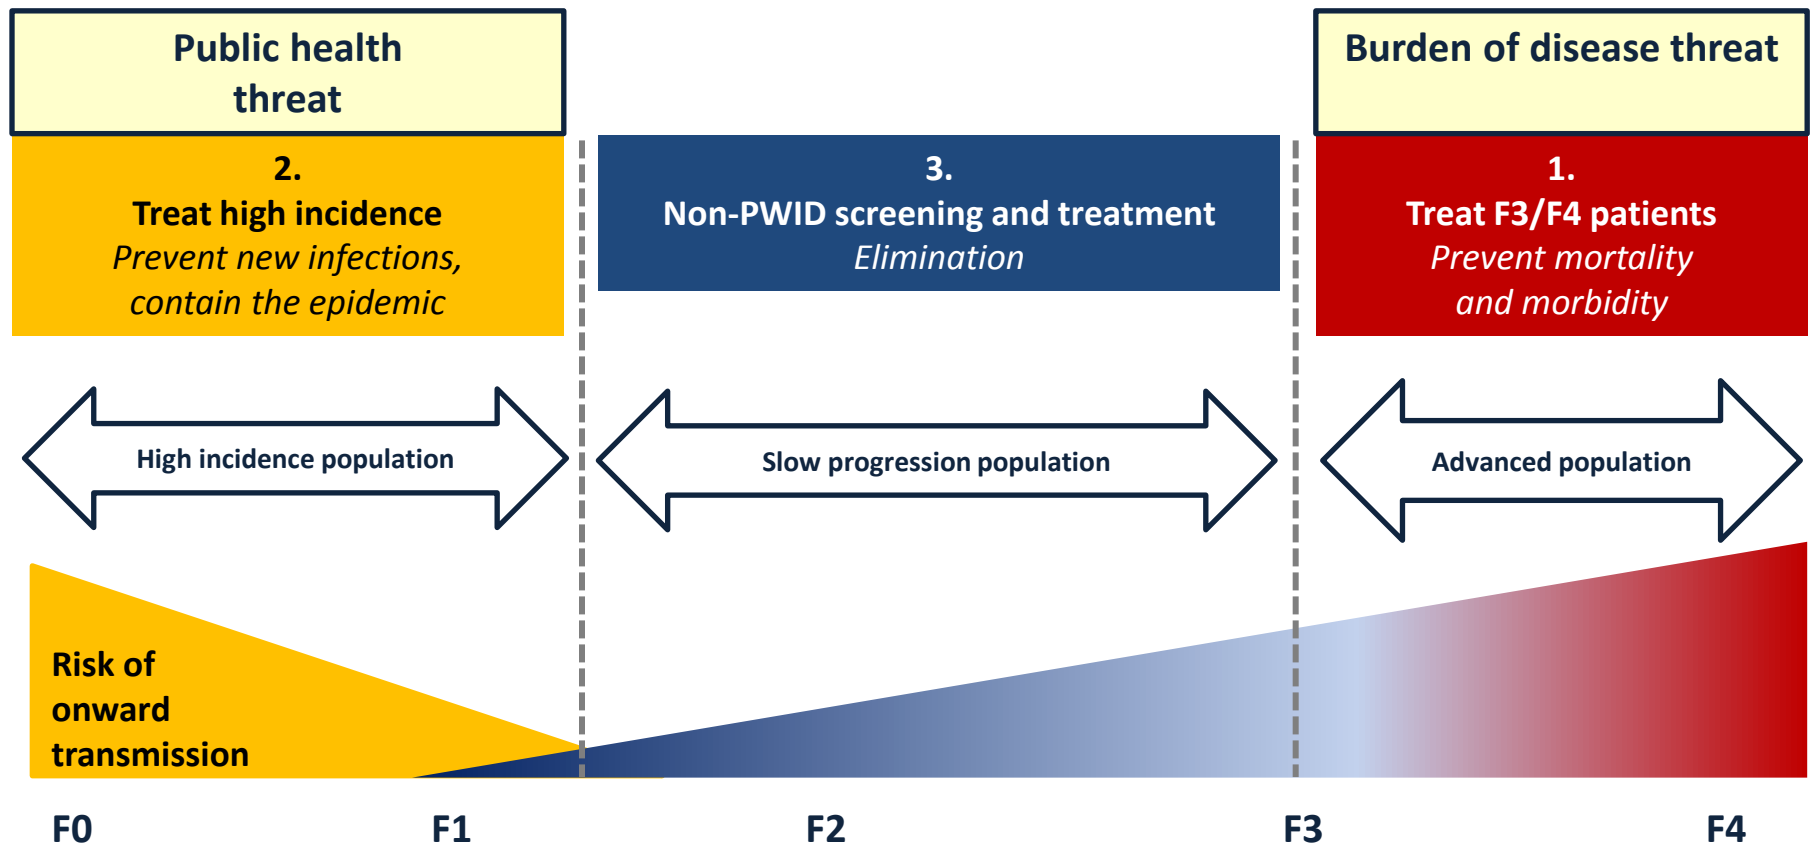 Public health
threat
2.
Treat high incidence
Prevent new infections,
contain the epidemic
3.
Non-PWID screening and treatment
Elimination
Burden of disease threat
1.
Treat F3/F4 patients
Prevent mortality
and morbidity
High incidence population
Slow progression population
Advanced population
Risk of
onward
transmission
F0
F1
F2
F3
F4